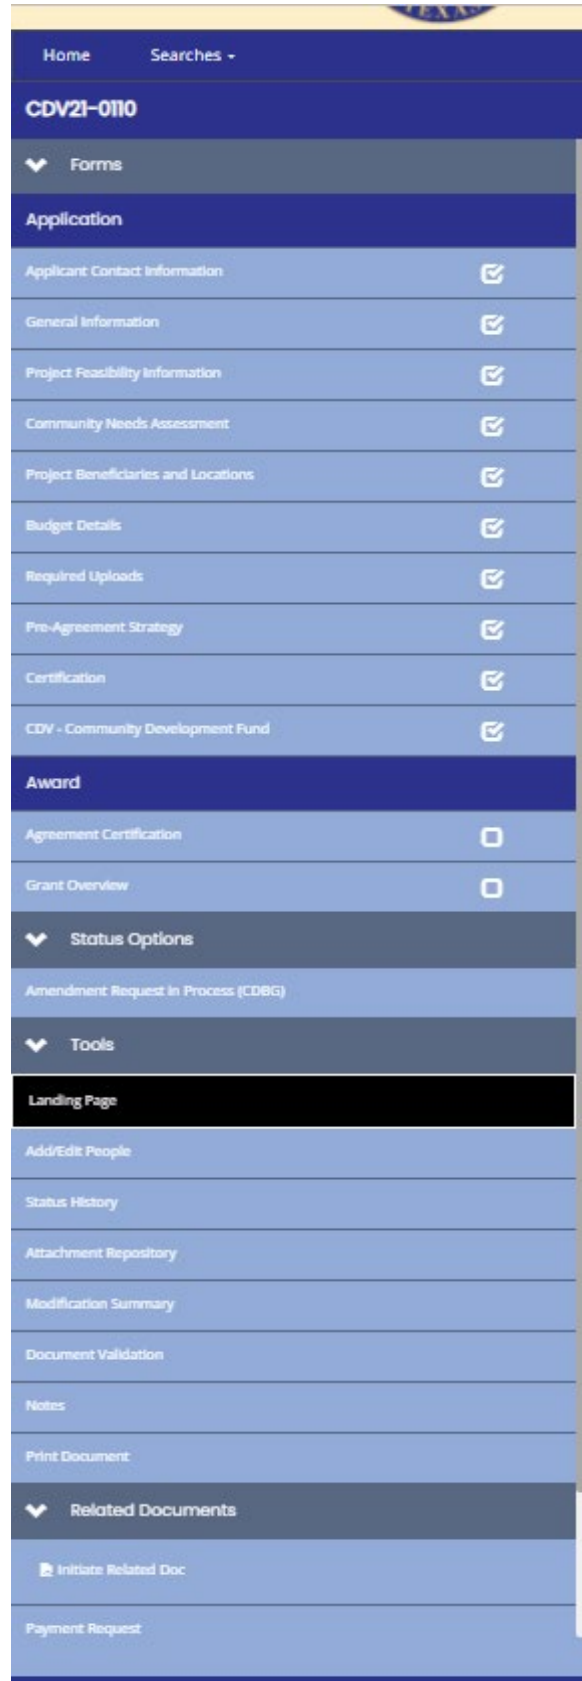 TEXAS
Home Searches
CDV21-0110
Forms
Application
Applicant Contact Information
General Information
Project Feasibility Information
Community Needs Assessment
Project Beneficiaries and Locations
Budget Details
Required Uploads
Pre-Agreement Strategy
Certification
CDV - Community Development Fund
Award
Agreement Certification
Grant Overview
Status Options
Amendment Request in Process (CDBG)
Tools
Landing Page
Add/Edit People
Status History
Attachment Repository
Modification Summary
Document Validation
Notes
Print Document
Related Documents
Initiate Related Doc
Payment Request